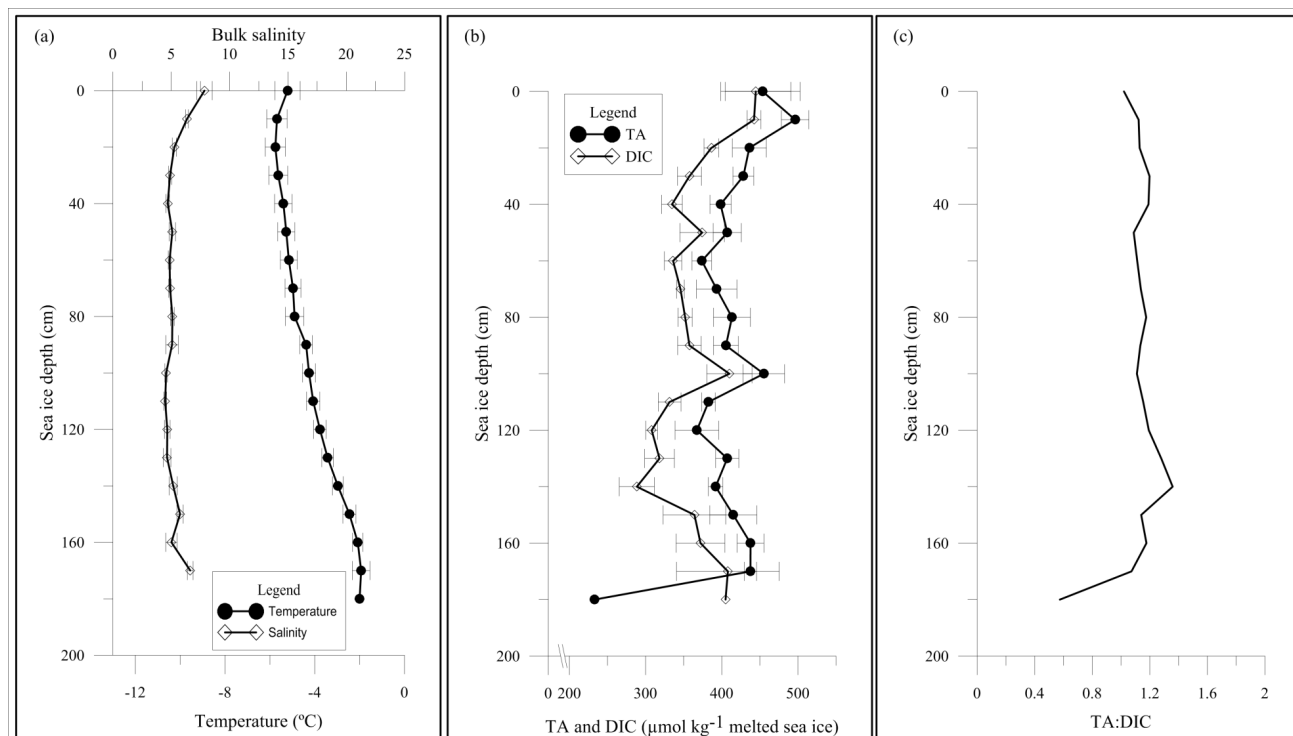 (a)
Bulk salinity
0 5 10 15 20 25
0
40
80
120
160
200
Sea ice depth (cm)
Legend
Temperature
Salinity
-12 -8 -4 0
Temperature (ºC)
(b)
0
40
80
120
160
200
Sea ice depth (cm)
Legend
TA
DIC
0 200 300 400 500
TA and DIC (µmol kg⁻¹ melted sea ice)
(c)
0
40
80
120
160
200
Sea ice depth (cm)
0 0.4 0.8 1.2 1.6 2
TA:DIC